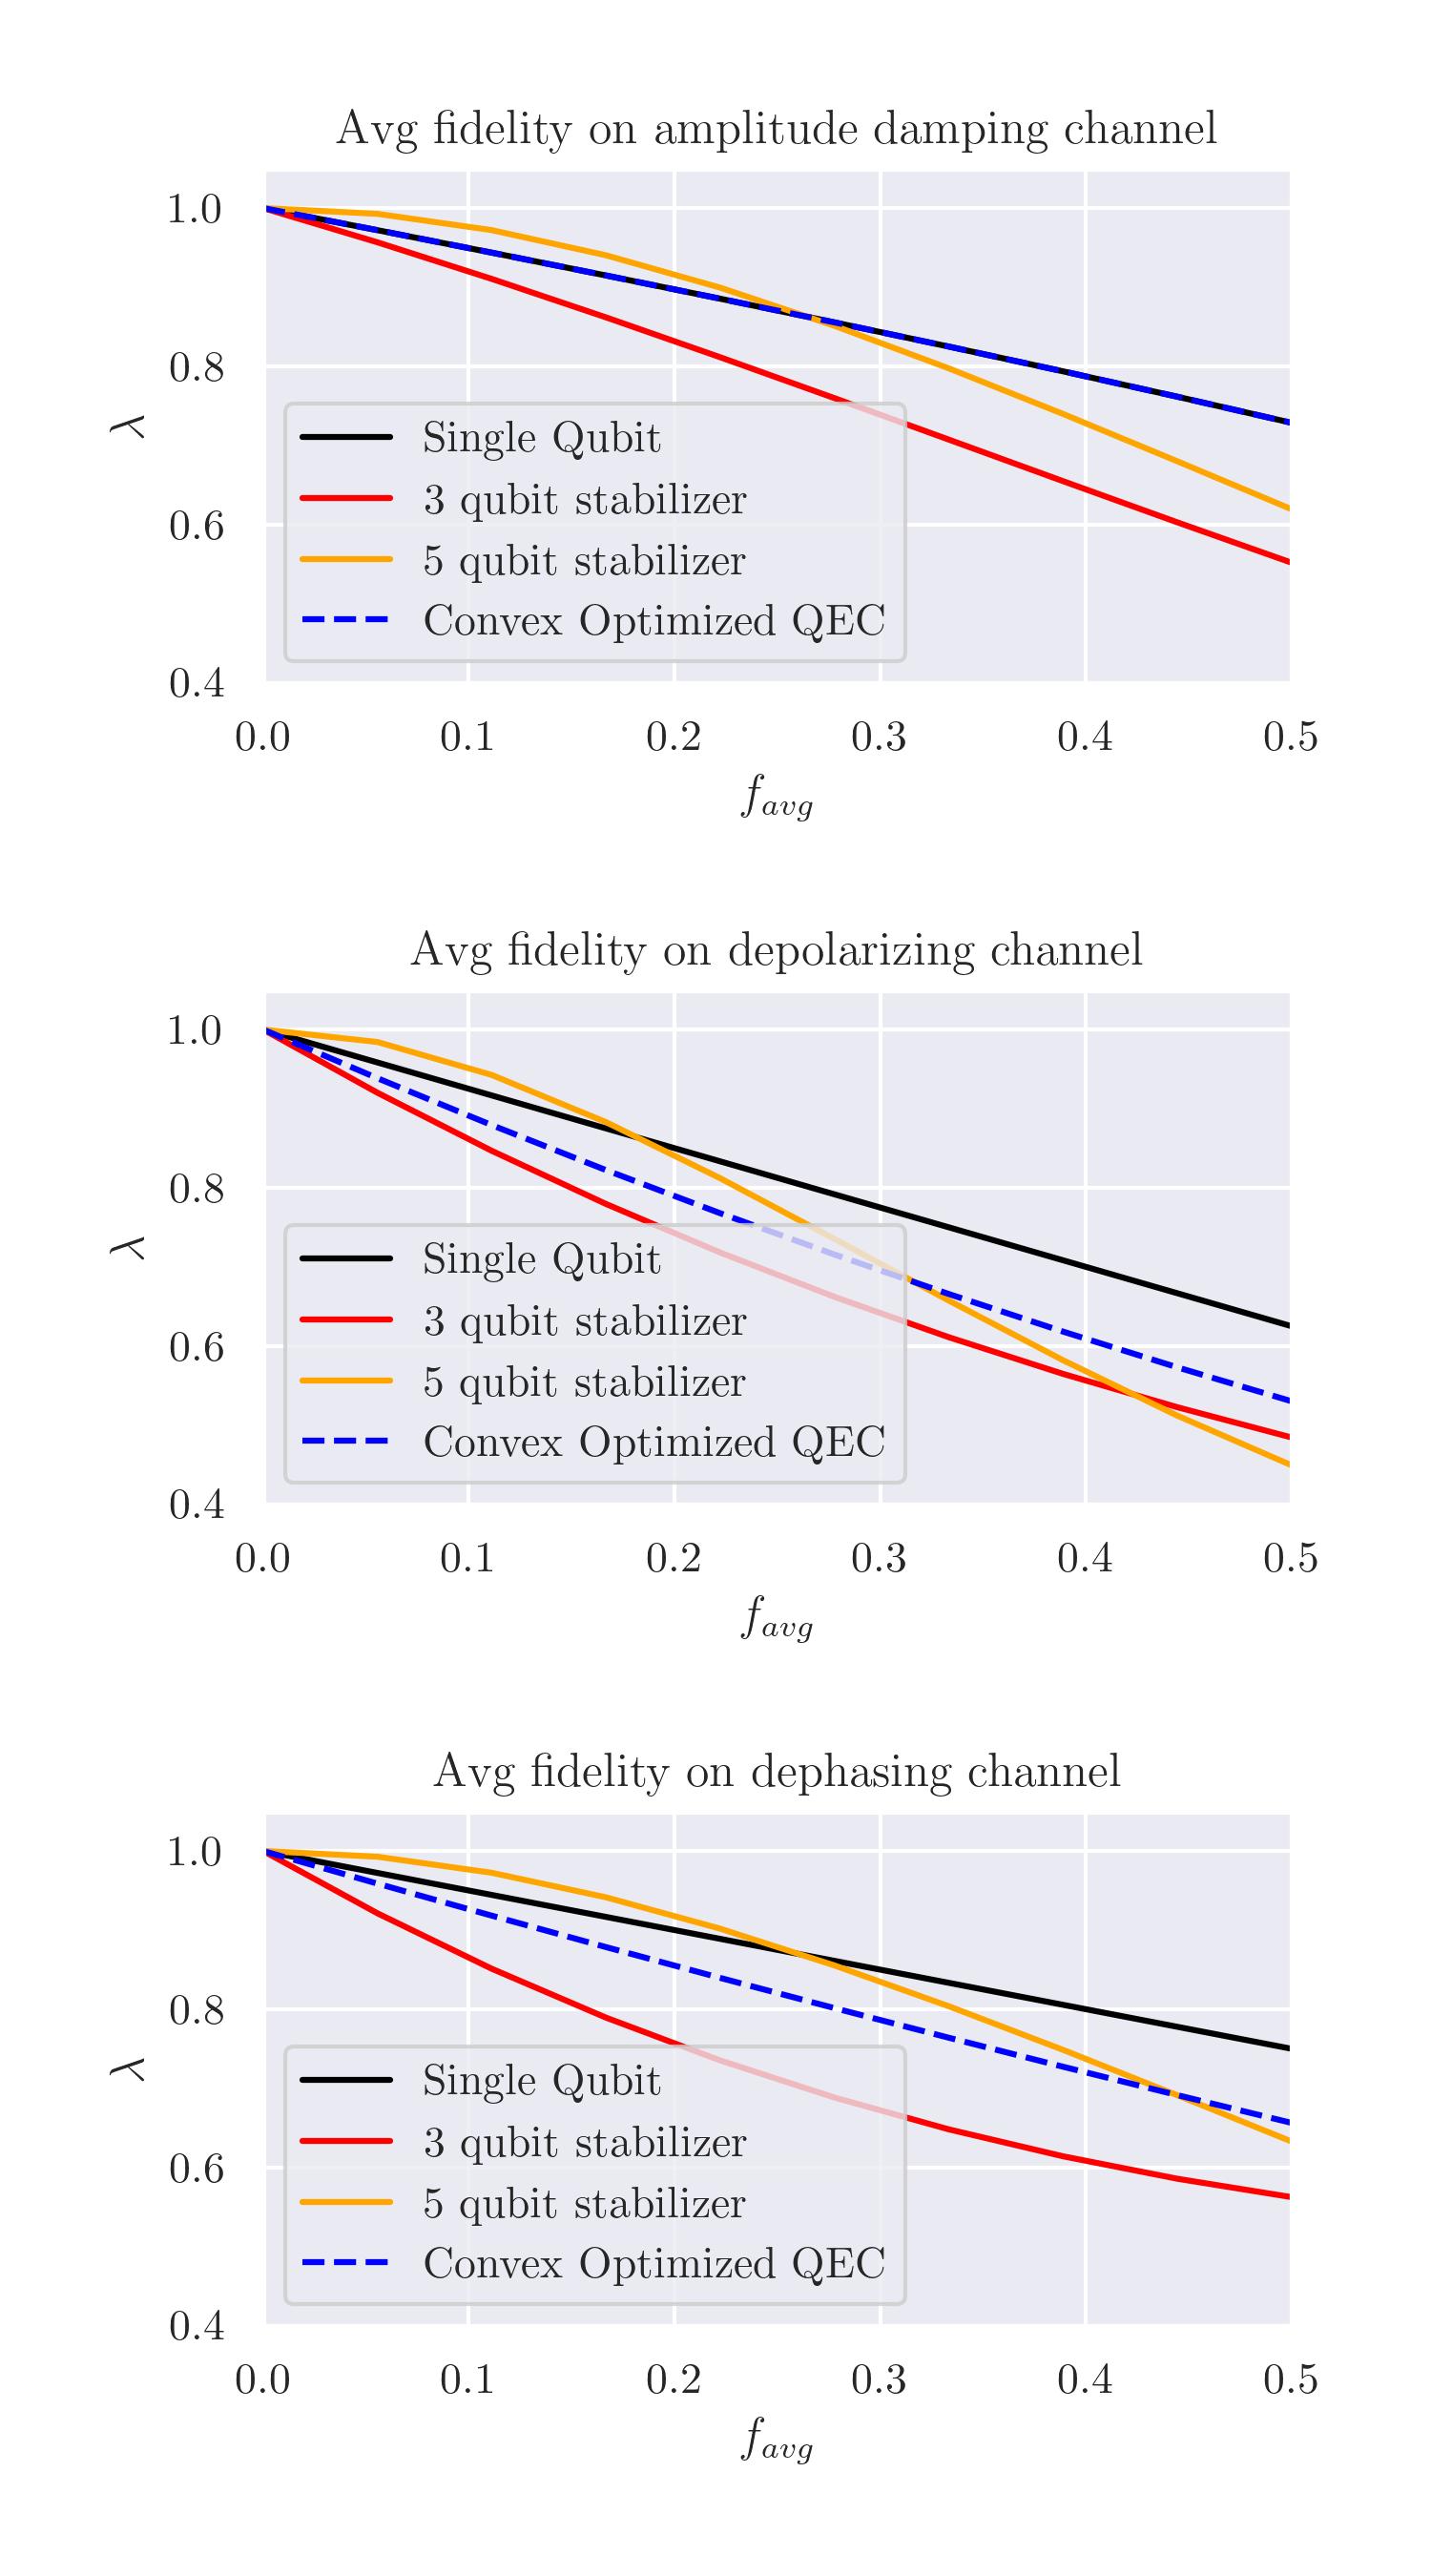 Avg fidelity on amplitude damping channel
1.0
0.8
0.6
0.4
λ
Single Qubit
3 qubit stabilizer
5 qubit stabilizer
Convex Optimized QEC
0.0 0.1 0.2 0.3 0.4 0.5
f_avg
Avg fidelity on depolarizing channel
1.0
0.8
0.6
0.4
λ
Single Qubit
3 qubit stabilizer
5 qubit stabilizer
Convex Optimized QEC
0.0 0.1 0.2 0.3 0.4 0.5
f_avg
Avg fidelity on dephasing channel
1.0
0.8
0.6
0.4
λ
Single Qubit
3 qubit stabilizer
5 qubit stabilizer
Convex Optimized QEC
0.0 0.1 0.2 0.3 0.4 0.5
f_avg